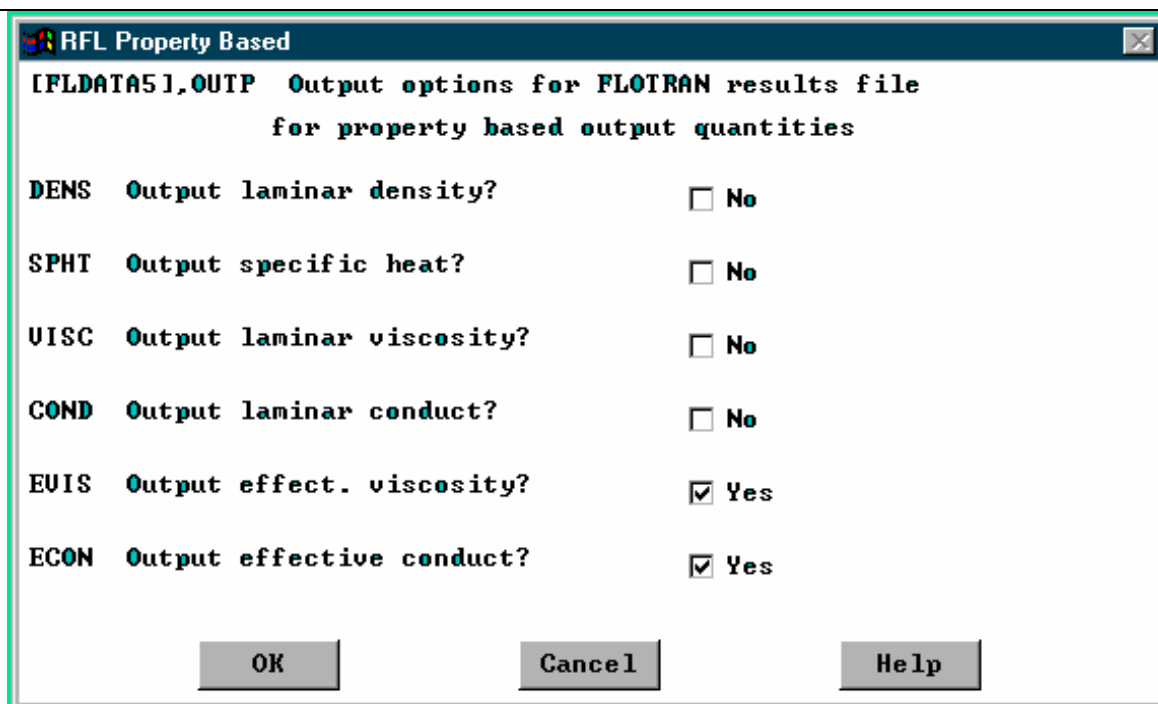 RFL Property Based
[FLDATA5],OUTP Output options for FLOTRAN results file
for property based output quantities
DENS Output laminar density? No
SPHT Output specific heat? No
VISC Output laminar viscosity? No
COND Output laminar conduct? No
EVIS Output effect. viscosity? Yes
ECON Output effective conduct? Yes
OK Cancel Help